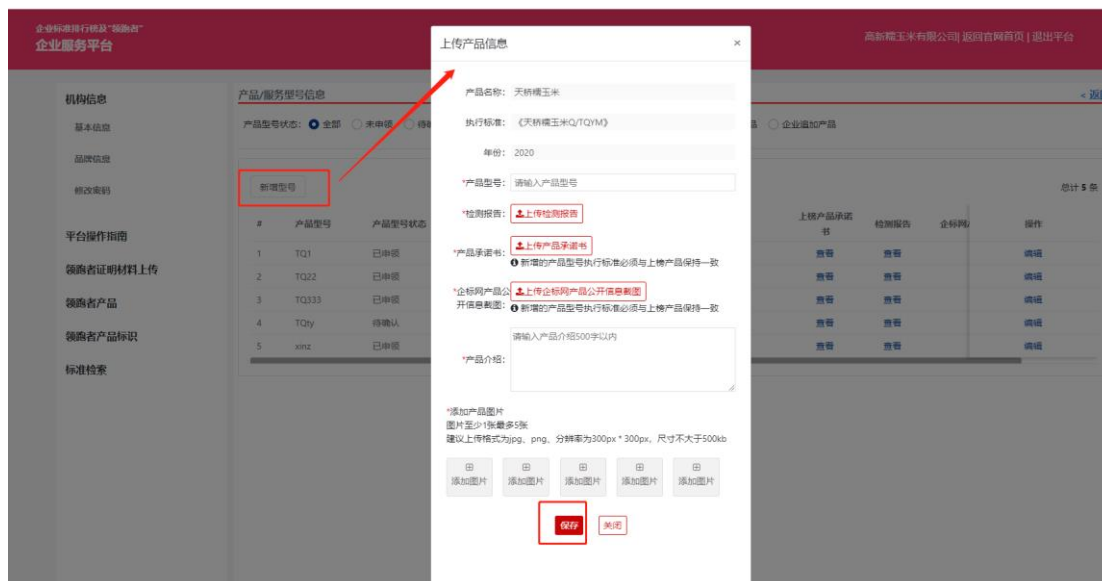 企业标准排行榜及“领跑者”
企业服务平台
高新糯玉米有限公司| 返回官网首页 | 退出平台
机构信息
基本信息
品牌信息
修改密码
平台操作指南
领跑者证明材料上传
领跑者产品
领跑者产品标识
标准检索
产品/服务型号信息
< 返
产品型号状态： 全部 未申领 待
品 企业追加产品
新增型号
总计 5 条
# 产品型号 产品型号状态 上榜产品承诺书 检测报告 企标网 操作
1 TQ1 已申领 查看 查看 编辑
2 TQ22 已申领 查看 查看 编辑
3 TQ333 已申领 查看 查看 编辑
4 TQty 待确认 查看 查看 编辑
5 xinz 已申领 查看 查看 编辑
上传产品信息 ×
产品名称： 天桥糯玉米
执行标准： 《天桥糯玉米Q/TQYM》
年份： 2020
*产品型号： 请输入产品型号
*检测报告： 上传检测报告
*产品承诺书： 上传产品承诺书
新增的产品型号执行标准必须与上榜产品保持一致
*企标网产品公开信息截图： 上传企标网产品公开信息截图
新增的产品型号执行标准必须与上榜产品保持一致
*产品介绍： 请输入产品介绍500字以内
*添加产品图片
图片至少1张最多5张
建议上传格式为jpg、png，分辨率为300px * 300px，尺寸不大于500kb
添加图片 添加图片 添加图片 添加图片 添加图片
保存 关闭